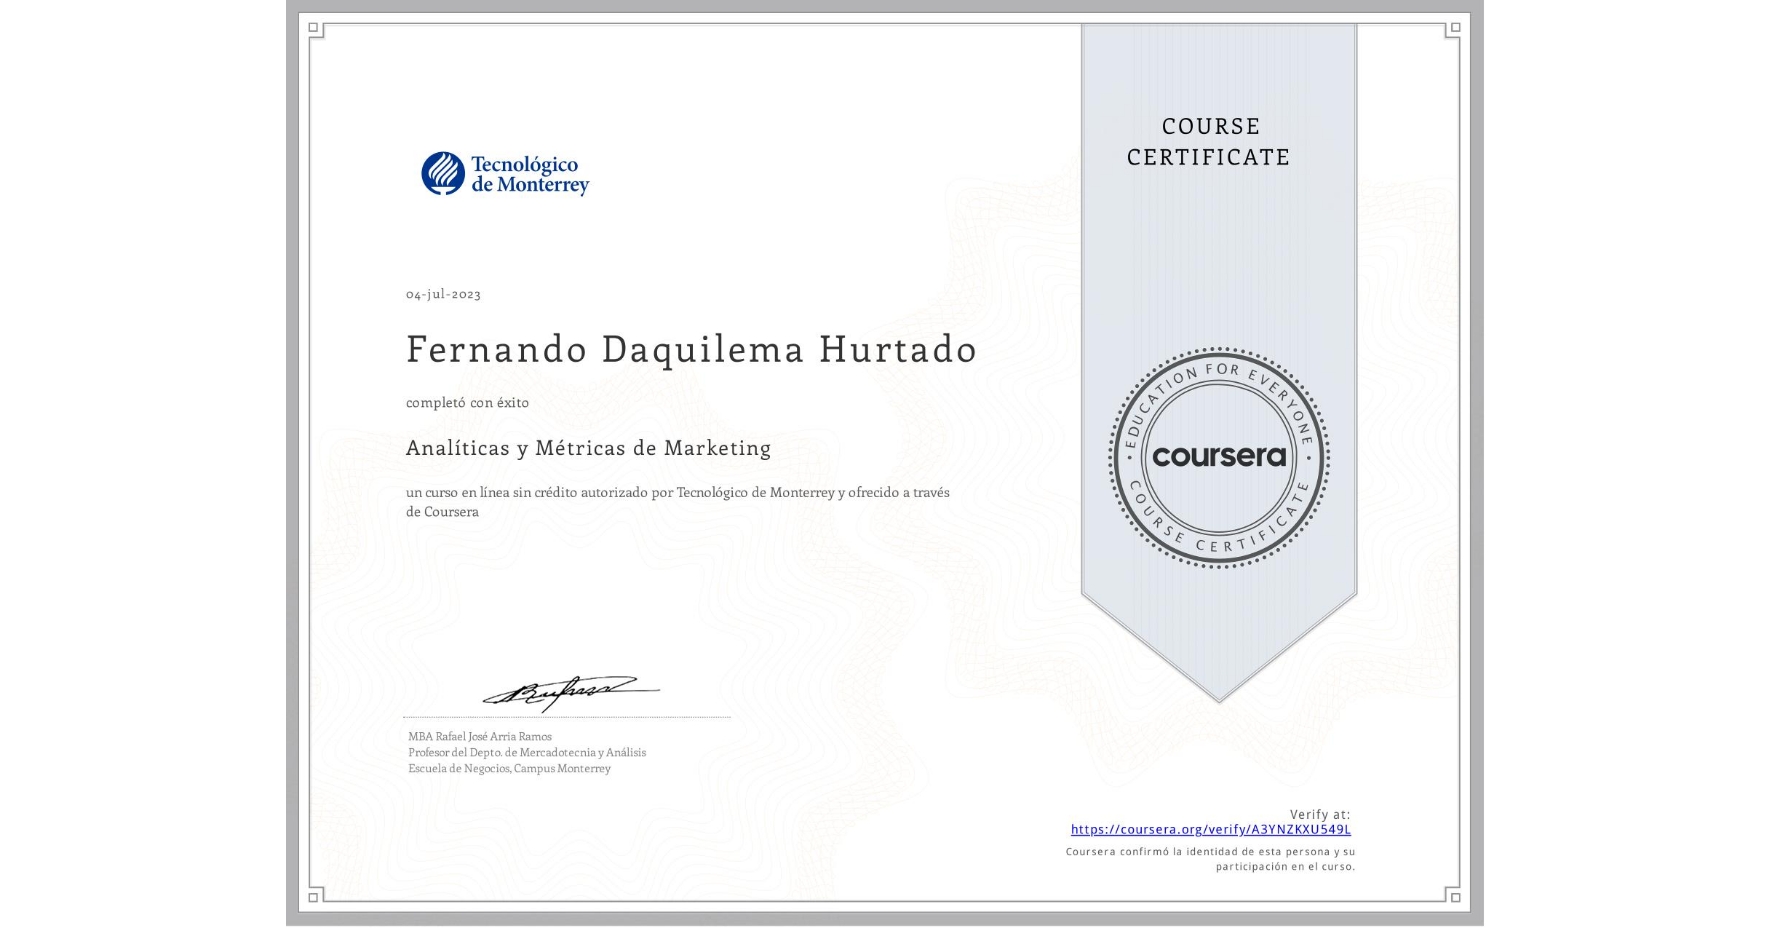 Tecnológico
de Monterrey
COURSE
CERTIFICATE
04-jul-2023
Fernando Daquilema Hurtado
completó con éxito
Analíticas y Métricas de Marketing
un curso en línea sin crédito autorizado por Tecnológico de Monterrey y ofrecido a través
de Coursera
EDUCATION FOR EVERYONE
coursera
COURSE CERTIFICATE
MBA Rafael José Arria Ramos
Profesor del Depto. de Mercadotecnia y Análisis
Escuela de Negocios, Campus Monterrey
Verify at:
https://coursera.org/verify/A3YNZKXU549L
Coursera confirmó la identidad de esta persona y su
participación en el curso.